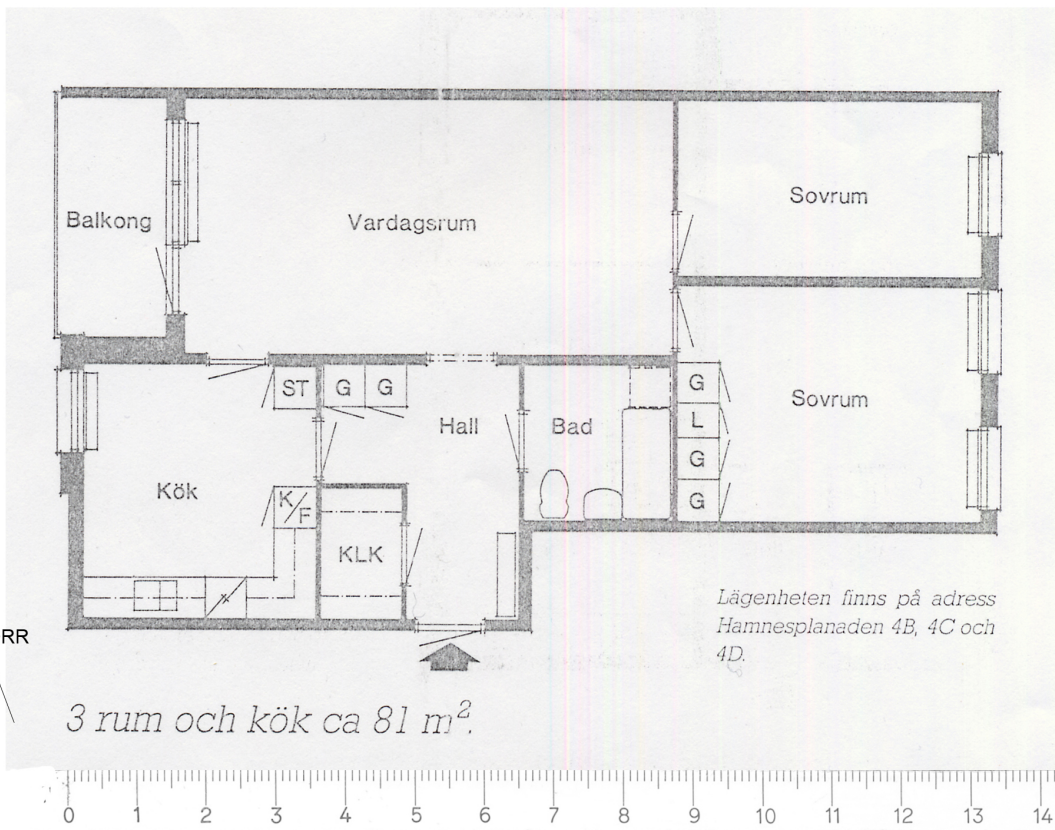 Balkong
Vardagsrum
Sovrum
ST
G G
G
L
G
G
Sovrum
Hall
Bad
Kök
K/F
KLK
Lägenheten finns på adress
Hamnesplanaden 4B, 4C och
4D.
RR
3 rum och kök ca 81 m².
0 1 2 3 4 5 6 7 8 9 10 11 12 13 14